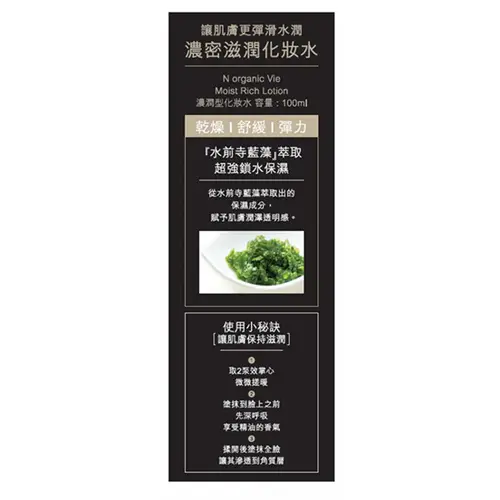 讓肌膚更彈滑水潤
濃密滋潤化妝水
N organic Vie
Moist Rich Lotion
濃潤型化妝水 容量：100ml
乾燥 | 舒緩 | 彈力
「水前寺藍藻」萃取
超強鎖水保濕
從水前寺藍藻萃取出的
保濕成分，
賦予肌膚潤澤透明感。
使用小秘訣
[讓肌膚保持滋潤]
1
取2泵效掌心
微微搓暖
2
塗抹到臉上之前
先深呼吸
享受精油的香氣
3
揉開後塗抹全臉
讓其滲透到角質層